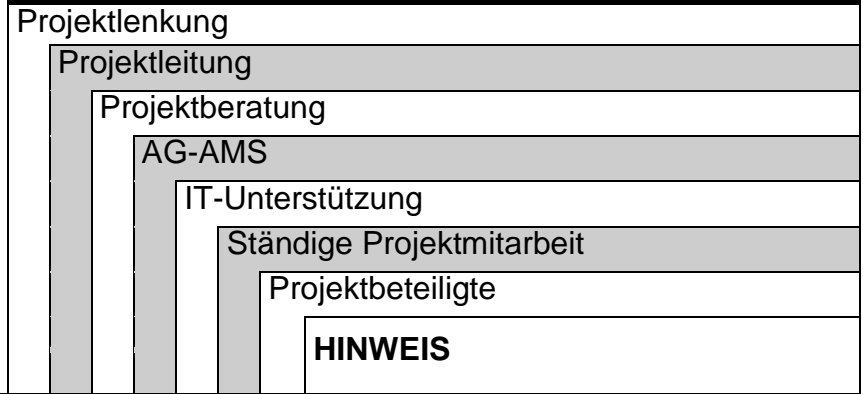 Projektlenkung
Projektleitung
Projektberatung
AG-AMS
IT-Unterstützung
Ständige Projektmitarbeit
Projektbeteiligte
HINWEIS